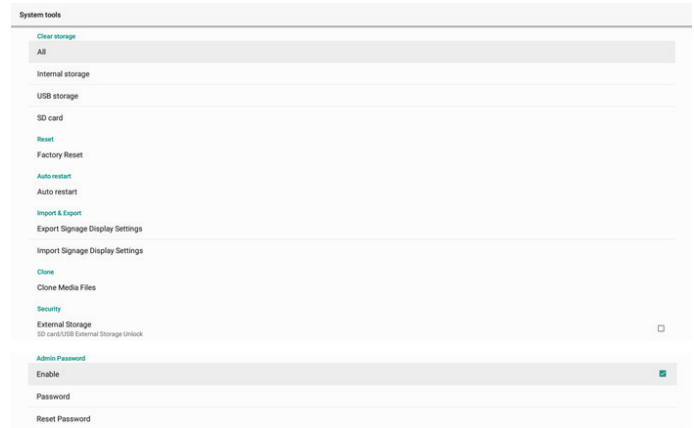 System tools
Clear storage
All
Internal storage
USB storage
SD card
Reset
Factory Reset
Auto restart
Auto restart
Import & Export
Export Signage Display Settings
Import Signage Display Settings
Clone
Clone Media Files
Security
External Storage
SD card/USB External Storage Unlock
Admin Password
Enable
Password
Reset Password